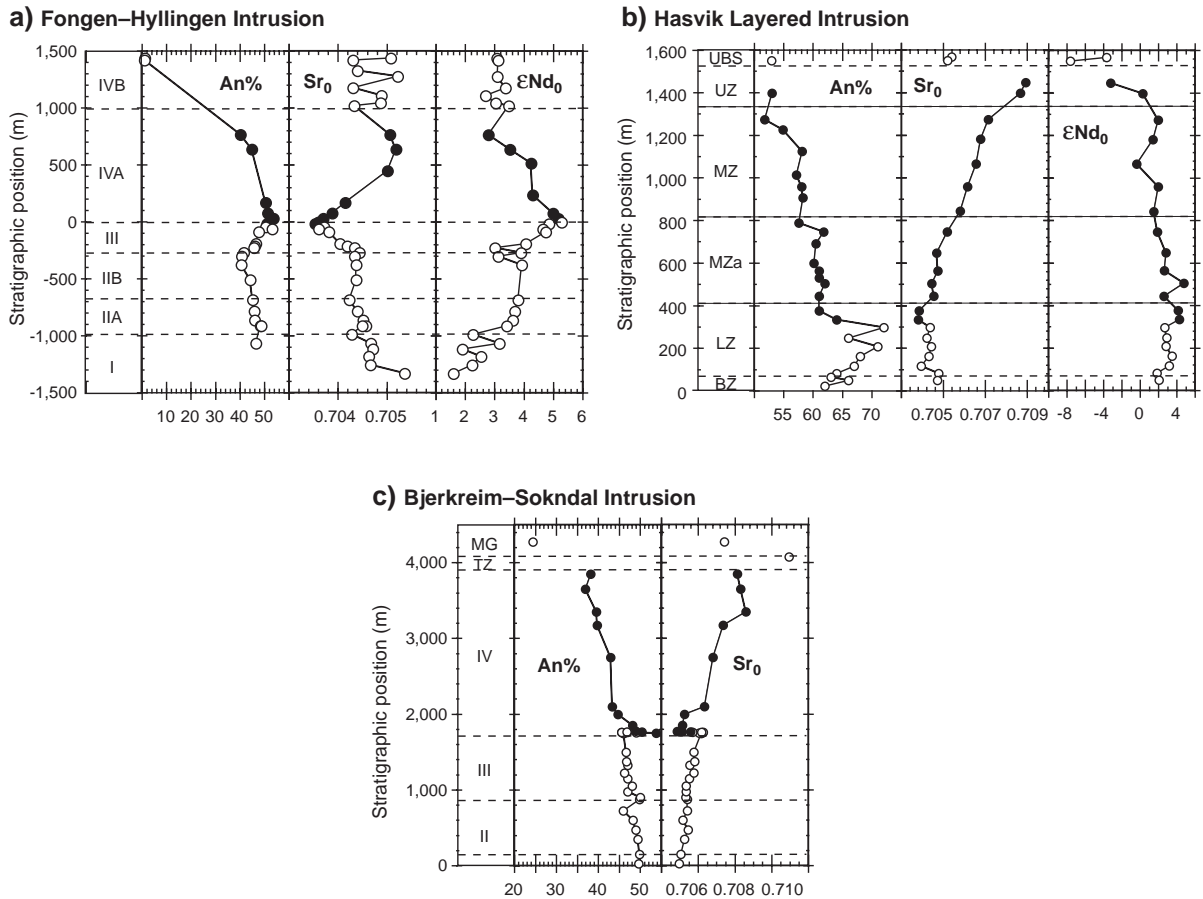 a) Fongen–Hyllingen Intrusion
1,500
1,000
500
0
-500
-1,000
-1,500
Stratigraphic position (m)
IVB
IVA
III
IIB
IIA
I
An%
Sr0
ƐNd0
10 20 30 40 50
0.704 0.705
1 2 3 4 5 6
b) Hasvik Layered Intrusion
1,600
1,400
1,200
1,000
800
600
400
200
0
Stratigraphic position (m)
UBS
UZ
MZ
MZa
LZ
BZ
An%
Sr0
ƐNd0
55 60 65 70
0.705 0.707 0.709
-8 -4 0 4
c) Bjerkreim–Sokndal Intrusion
4,000
3,000
2,000
1,000
0
Stratigraphic position (m)
MG
TZ
IV
III
II
An%
Sr0
20 30 40 50
0.706 0.708 0.710